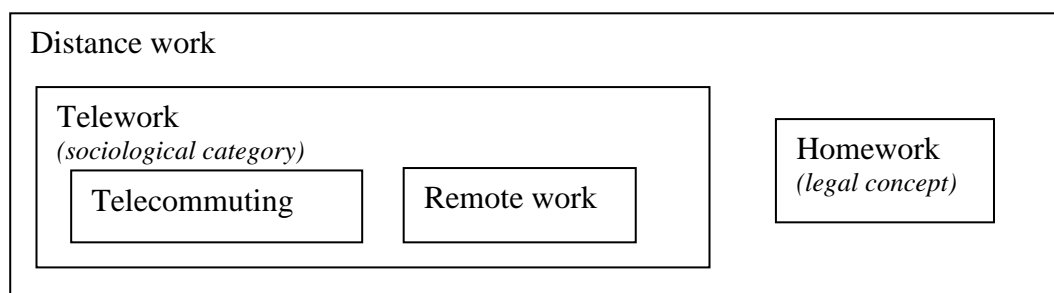 Distance work
Telework
(sociological category)
Telecommuting
Remote work
Homework
(legal concept)